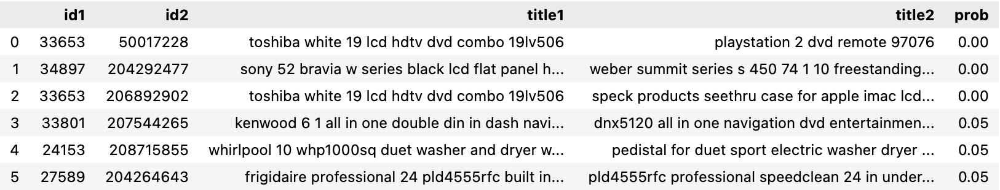 id1 id2 title1 title2 prob
0 33653 50017228 toshiba white 19 lcd hdtv dvd combo 19lv506 playstation 2 dvd remote 97076 0.00
1 34897 204292477 sony 52 bravia w series black lcd flat panel h... weber summit series s 450 74 1 10 freestanding... 0.00
2 33653 206892902 toshiba white 19 lcd hdtv dvd combo 19lv506 speck products seethru case for apple imac lcd... 0.00
3 33801 207544265 kenwood 6 1 all in one double din in dash navi... dnx5120 all in one navigation dvd entertainmen... 0.05
4 24153 208715855 whirlpool 10 whp1000sq duet washer and dryer w... pedistal for duet sport electric washer dryer ... 0.05
5 27589 204264643 frigidaire professional 24 pld4555rfc built in... pld4555rfc professional speedclean 24 in under... 0.05